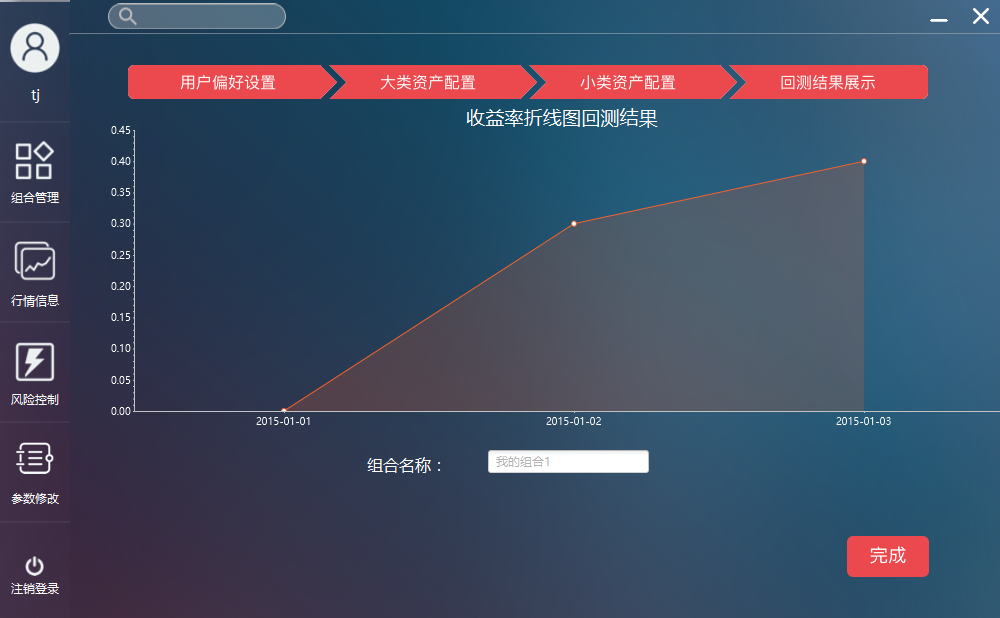 tj
组合管理
行情信息
风险控制
参数修改
注销登录
用户偏好设置 大类资产配置 小类资产配置 回测结果展示
收益率折线图回测结果
0.45
0.40
0.35
0.30
0.25
0.20
0.15
0.10
0.05
0.00
2015-01-01 2015-01-02 2015-01-03
组合名称： 我的组合1
完成